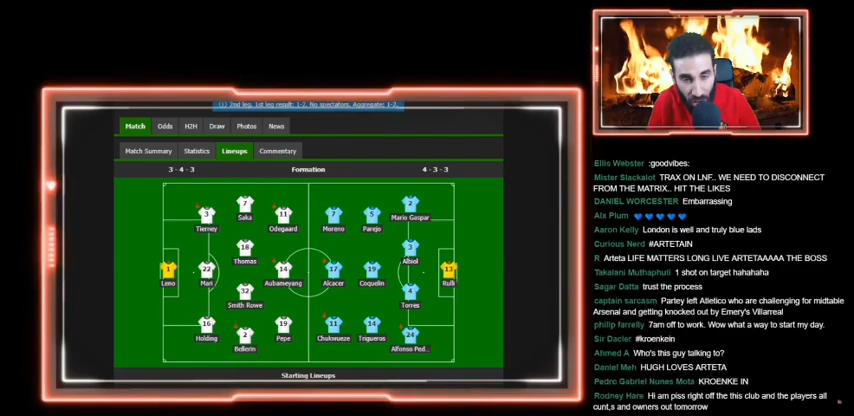 (i) 2nd leg. 1st leg result: 1-2. No spectators. Aggregate: 1-2.
Match Odds H2H Draw Photos News
Match Summary Statistics Lineups Commentary
3 - 4 - 3 Formation 4 - 3 - 3
7 Saka
2 Mario Gaspar
3 Tierney
11 Odegaard
7 Moreno
5 Parejo
18 Thomas
3 Albiol
1 Leno
22 Mari
14 Aubameyang
17 Alcacer
19 Coquelin
13 Rulli
32 Smith Rowe
4 Torres
16 Holding
2 Bellerin
19 Pepe
11 Chukwueze
14 Trigueros
24 Alfonso Ped...
Starting Lineups
Ellis Webster :goodvibes:
Mister Slackalot TRAX ON LNF.. WE NEED TO DISCONNECT
FROM THE MATRIX.. HIT THE LIKES
DANIEL WORCESTER Embarrassing
Alx Plum 💙💙💙💙💙
Aaron Kelly London is well and truly blue lads
Curious Nerd #ARTETAIN
R Arteta LIFE MATTERS LONG LIVE ARTETAAAAA THE BOSS
Takalani Muthaphuli 1 shot on target hahahaha
Sagar Datta trust the process
captain sarcasm Partey left Atletico who are challenging for midtable
Arsenal and getting knocked out by Emery's Villarreal
philip farrelly 7am off to work. Wow what a way to start my day.
Sir Dacier #kroenkein
Ahmed A Who's this guy talking to?
Daniel Meh HUGH LOVES ARTETA
Pedro Gabriel Nunes Mota KROENKE IN
Rodney Hare Hi am piss right off the this club and the players all
cunt,s and owners out tomorrow